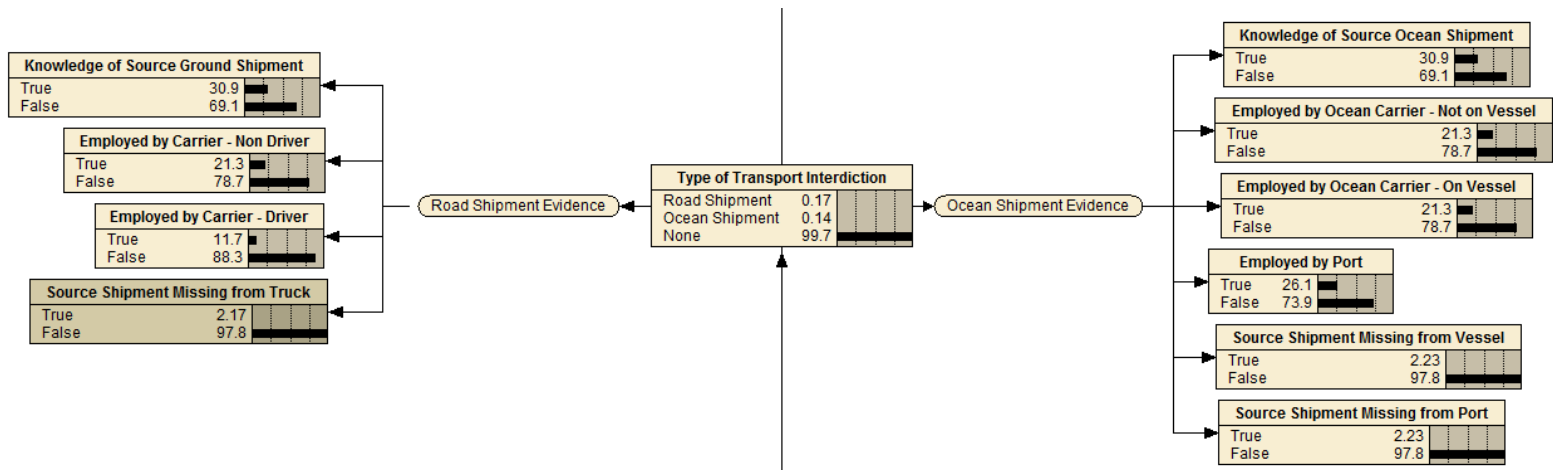 Knowledge of Source Ground Shipment
True 30.9
False 69.1
Employed by Carrier - Non Driver
True 21.3
False 78.7
Employed by Carrier - Driver
True 11.7
False 88.3
Source Shipment Missing from Truck
True 2.17
False 97.8
Road Shipment Evidence
Type of Transport Interdiction
Road Shipment 0.17
Ocean Shipment 0.14
None 99.7
Ocean Shipment Evidence
Knowledge of Source Ocean Shipment
True 30.9
False 69.1
Employed by Ocean Carrier - Not on Vessel
True 21.3
False 78.7
Employed by Ocean Carrier - On Vessel
True 21.3
False 78.7
Employed by Port
True 26.1
False 73.9
Source Shipment Missing from Vessel
True 2.23
False 97.8
Source Shipment Missing from Port
True 2.23
False 97.8